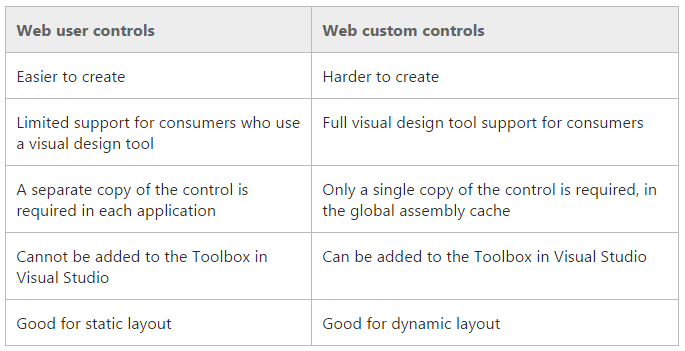 Web user controls
Web custom controls
Easier to create
Harder to create
Limited support for consumers who use
a visual design tool
Full visual design tool support for consumers
A separate copy of the control is
required in each application
Only a single copy of the control is required, in
the global assembly cache
Cannot be added to the Toolbox in
Visual Studio
Can be added to the Toolbox in Visual Studio
Good for static layout
Good for dynamic layout